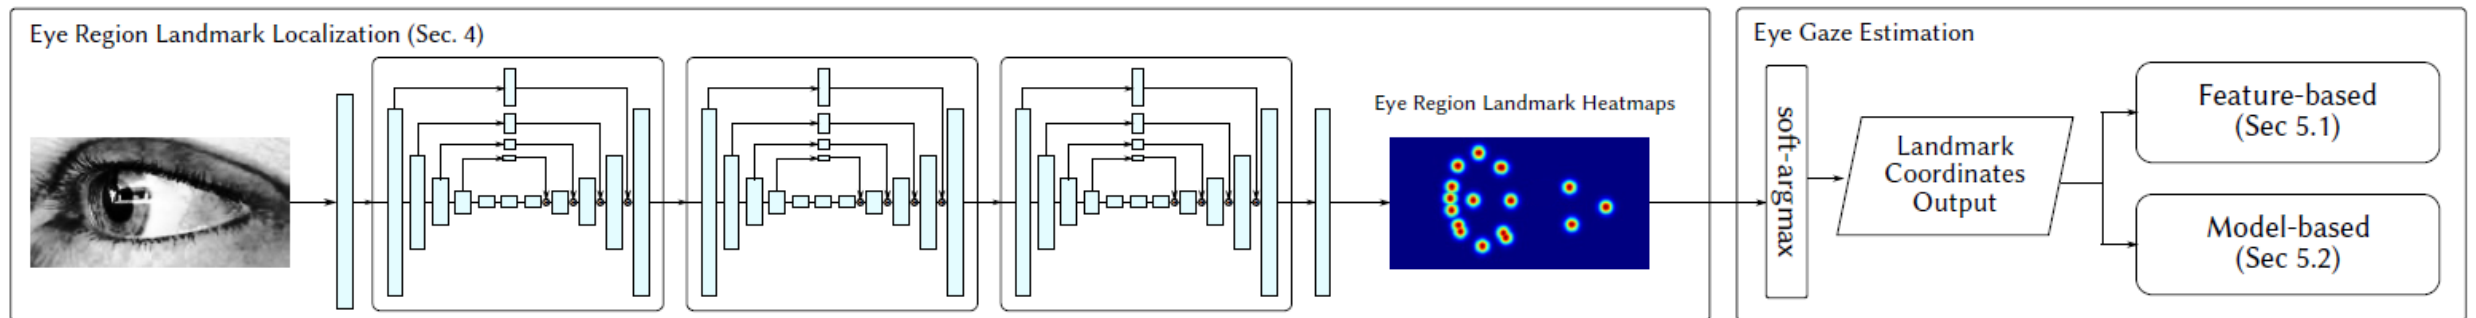 Eye Region Landmark Localization (Sec. 4)
Eye Region Landmark Heatmaps
Eye Gaze Estimation
soft-argmax
Landmark
Coordinates
Output
Feature-based
(Sec 5.1)
Model-based
(Sec 5.2)